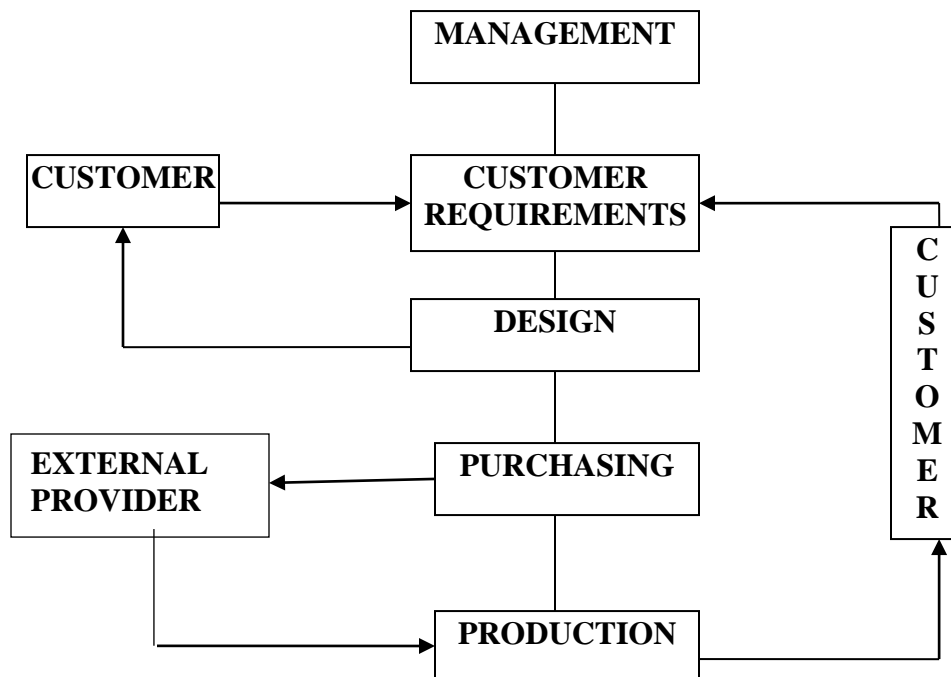 MANAGEMENT
CUSTOMER
CUSTOMER
REQUIREMENTS
C
U
S
T
O
M
E
R
DESIGN
EXTERNAL
PROVIDER
PURCHASING
PRODUCTION